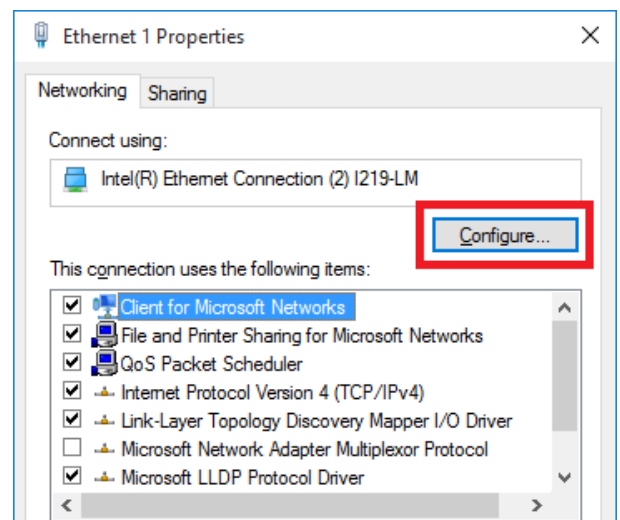 Ethernet 1 Properties
Networking Sharing
Connect using:
Intel(R) Ethernet Connection (2) I219-LM
Configure...
This connection uses the following items:
Client for Microsoft Networks
File and Printer Sharing for Microsoft Networks
QoS Packet Scheduler
Internet Protocol Version 4 (TCP/IPv4)
Link-Layer Topology Discovery Mapper I/O Driver
Microsoft Network Adapter Multiplexor Protocol
Microsoft LLDP Protocol Driver